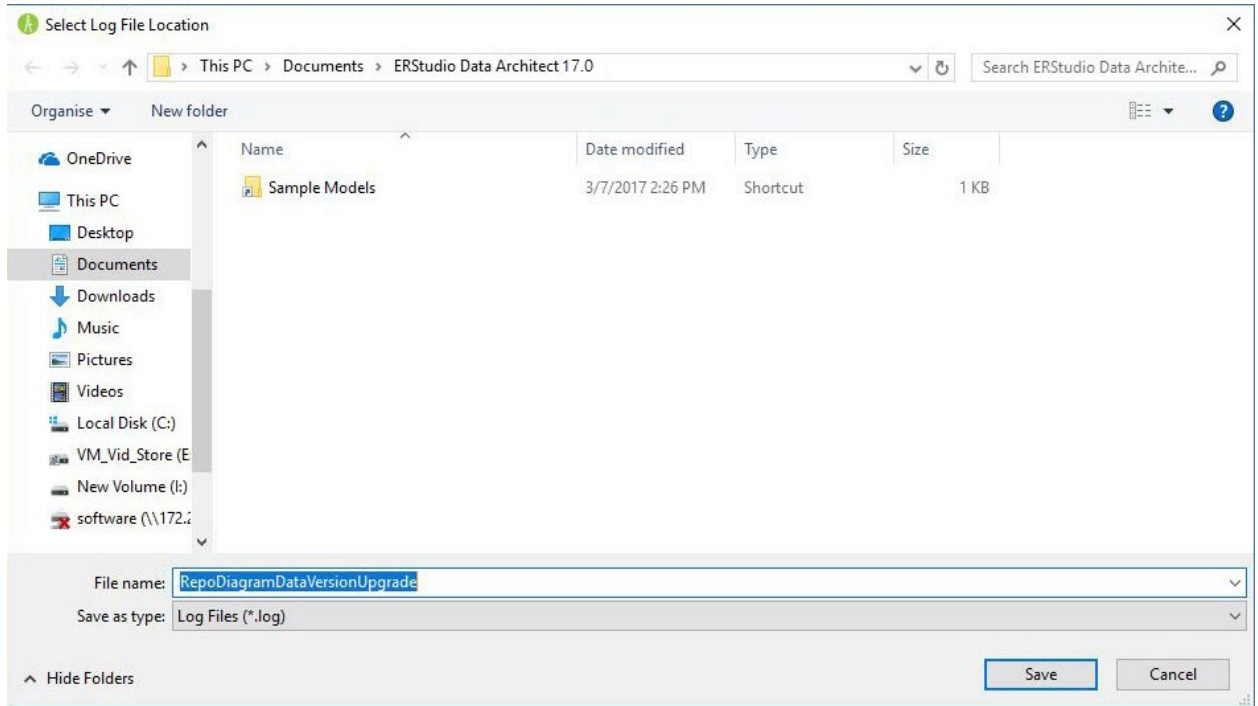 Select Log File Location
This PC > Documents > ERStudio Data Architect 17.0
Search ERStudio Data Archite...
Organise New folder
Name Date modified Type Size
Sample Models 3/7/2017 2:26 PM Shortcut 1 KB
OneDrive
This PC
Desktop
Documents
Downloads
Music
Pictures
Videos
Local Disk (C:)
VM_Vid_Store (E:
New Volume (I:)
software (\\172.2
File name: RepoDiagramDataVersionUpgrade
Save as type: Log Files (*.log)
Hide Folders Save Cancel